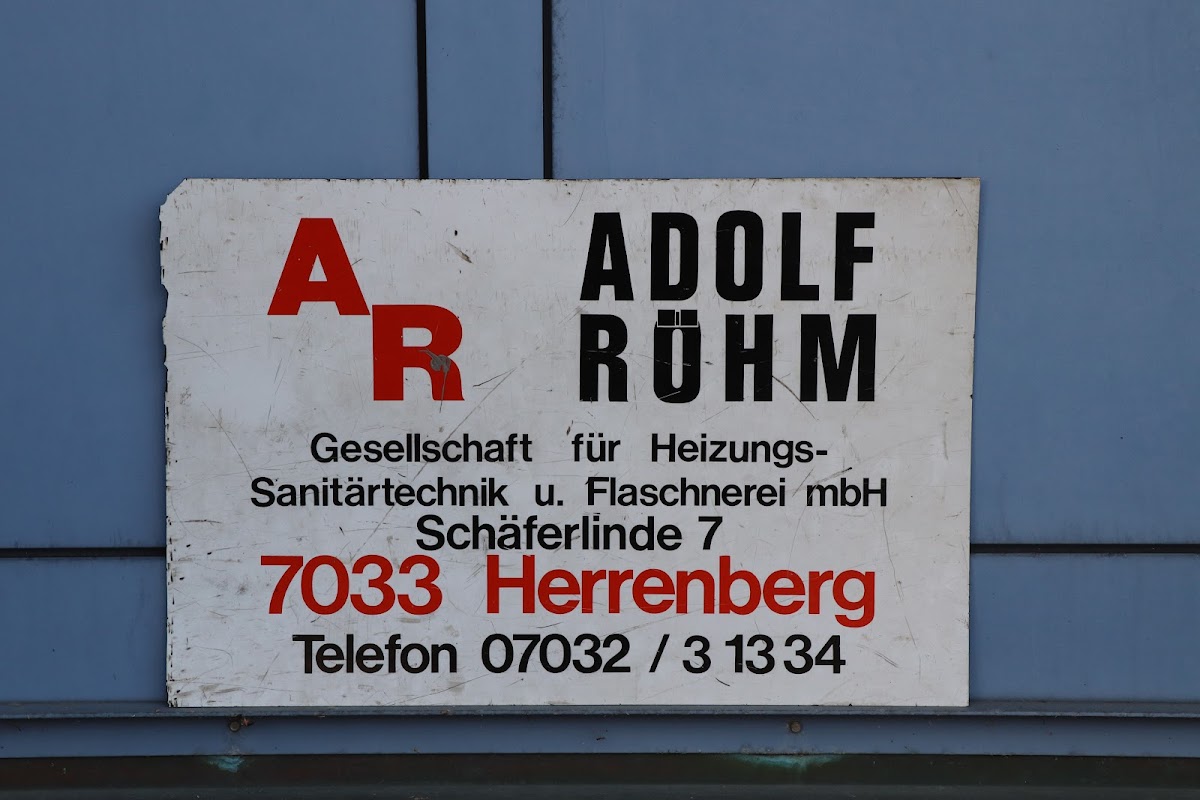 AR
ADOLF
RÖHM
Gesellschaft für Heizungs-
Sanitärtechnik u. Flaschnerei mbH
Schäferlinde 7
7033 Herrenberg
Telefon 07032 / 3 13 34